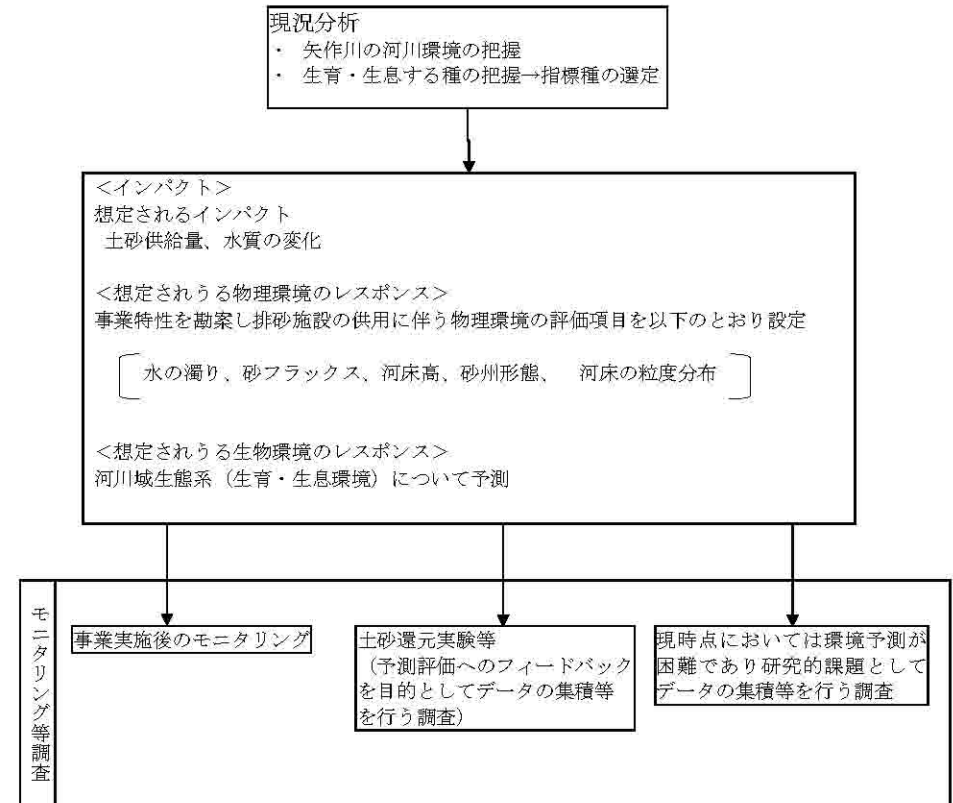 現況分析
・ 矢作川の河川環境の把握
・ 生育・生息する種の把握→指標種の選定
＜インパクト＞
想定されるインパクト
土砂供給量、水質の変化
＜想定されうる物理環境のレスポンス＞
事業特性を勘案し排砂施設の供用に伴う物理環境の評価項目を以下のとおり設定
水の濁り、砂フラックス、河床高、砂州形態、 河床の粒度分布
＜想定されうる生物環境のレスポンス＞
河川域生態系（生育・生息環境）について予測
モニタリング等調査
事業実施後のモニタリング
土砂還元実験等
（予測評価へのフィードバック
を目的としてデータの集積等
を行う調査）
現時点においては環境予測が
困難であり研究的課題として
データの集積等を行う調査